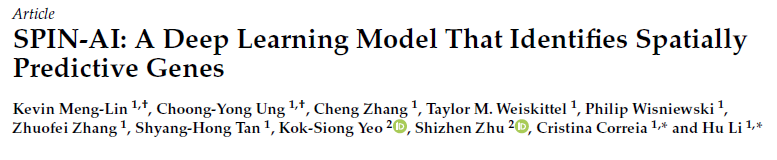 Article
SPIN-AI: A Deep Learning Model That Identifies Spatially
Predictive Genes
Kevin Meng-Lin 1,†, Choong-Yong Ung 1,†, Cheng Zhang 1, Taylor M. Weiskittel 1, Philip Wisniewski 1,
Zhuofei Zhang 1, Shyang-Hong Tan 1, Kok-Siong Yeo 2 iD, Shizhen Zhu 2 iD, Cristina Correia 1,* and Hu Li 1,*